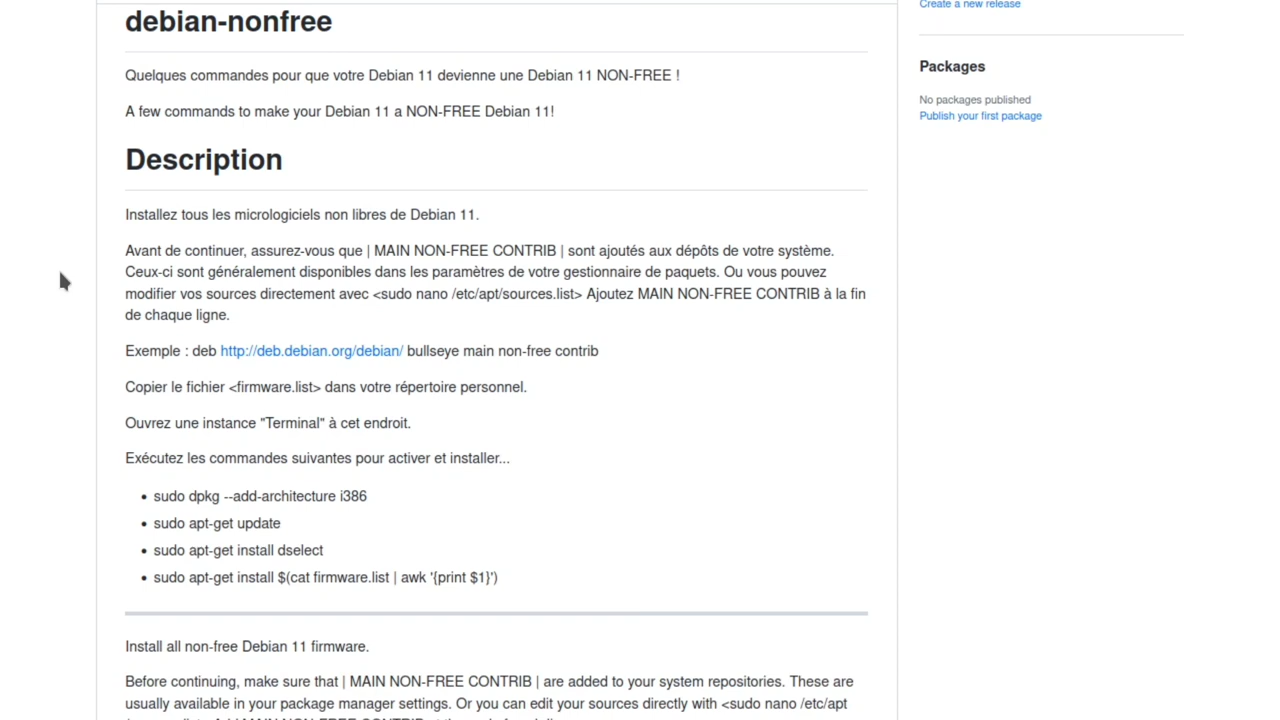 Create a new release
debian-nonfree
Quelques commandes pour que votre Debian 11 devienne une Debian 11 NON-FREE !
A few commands to make your Debian 11 a NON-FREE Debian 11!
Description
Installez tous les micrologiciels non libres de Debian 11.
Avant de continuer, assurez-vous que | MAIN NON-FREE CONTRIB | sont ajoutés aux dépôts de votre système.
Ceux-ci sont généralement disponibles dans les paramètres de votre gestionnaire de paquets. Ou vous pouvez
modifier vos sources directement avec <sudo nano /etc/apt/sources.list> Ajoutez MAIN NON-FREE CONTRIB à la fin
de chaque ligne.
Exemple : deb http://deb.debian.org/debian/ bullseye main non-free contrib
Copier le fichier <firmware.list> dans votre répertoire personnel.
Ouvrez une instance "Terminal" à cet endroit.
Exécutez les commandes suivantes pour activer et installer...
• sudo dpkg --add-architecture i386
• sudo apt-get update
• sudo apt-get install dselect
• sudo apt-get install $(cat firmware.list | awk '{print $1}')
Install all non-free Debian 11 firmware.
Before continuing, make sure that | MAIN NON-FREE CONTRIB | are added to your system repositories. These are
usually available in your package manager settings. Or you can edit your sources directly with <sudo nano /etc/apt
Packages
No packages published
Publish your first package